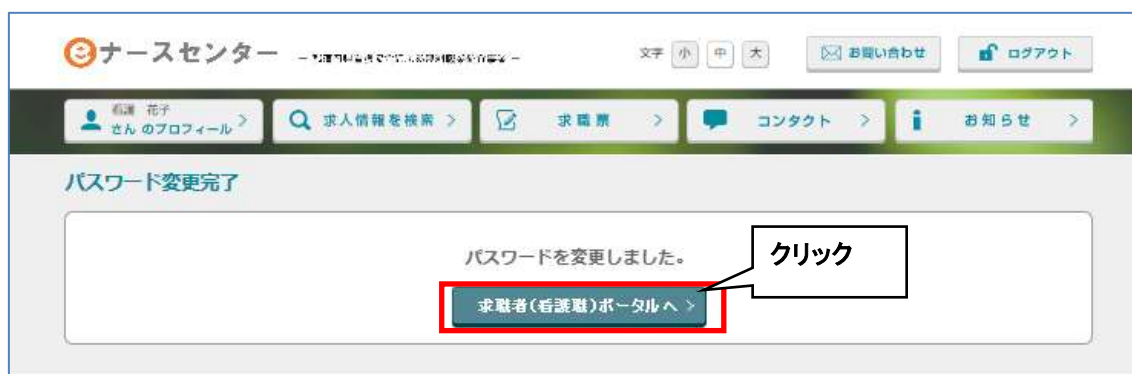 eナースセンター
文字 小 中 大
お問い合わせ
ログアウト
看護 花子
さん のプロフィール >
求人情報を検索 >
求職票 >
コンタクト >
お知らせ >
パスワード変更完了
パスワードを変更しました。
クリック
求職者(看護職)ポータルへ >